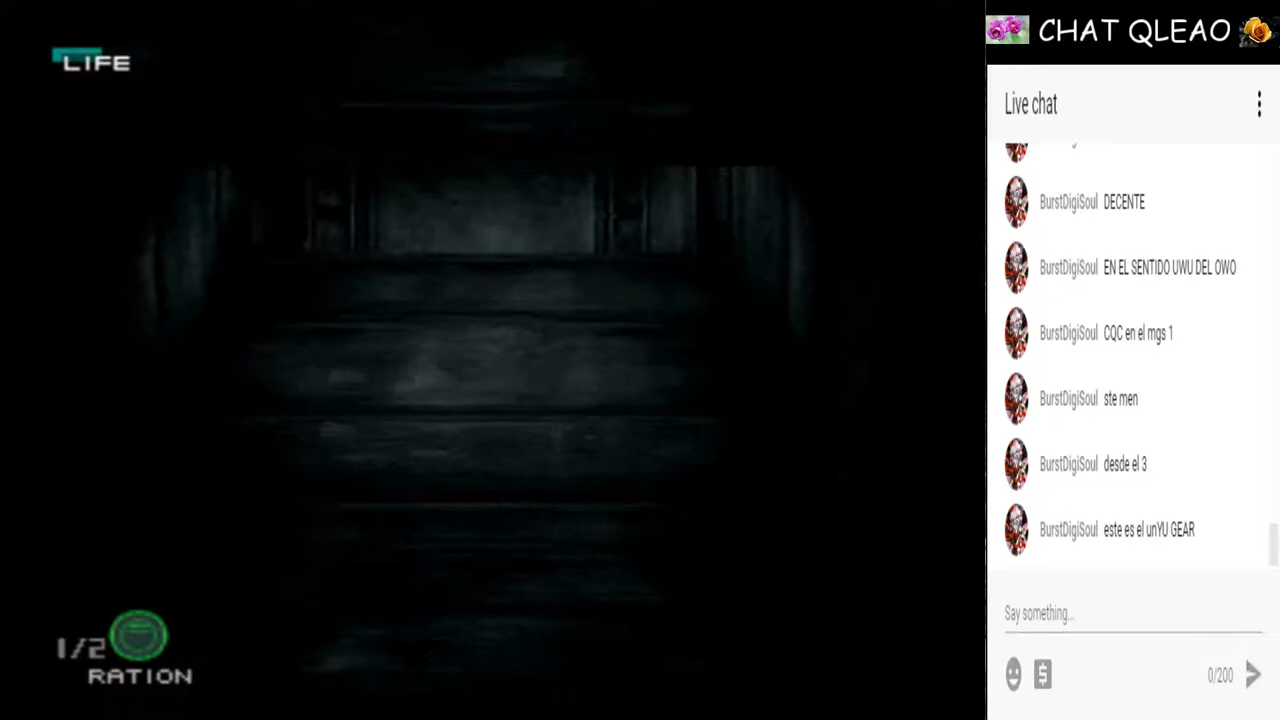 LIFE
1/2
RATION
CHAT QLEAO
Live chat
BurstDigiSoul DECENTE
BurstDigiSoul EN EL SENTIDO UWU DEL OWO
BurstDigiSoul CQC en el mgs 1
BurstDigiSoul ste men
BurstDigiSoul desde el 3
BurstDigiSoul este es el unYU GEAR
Say something...
0/200